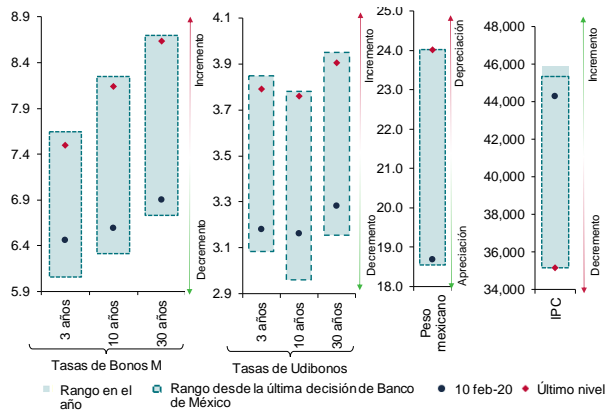 8.9
8.4
7.9
7.4
6.9
6.4
5.9
Incremento
Decremento
3 años
10 años
30 años
Tasas de Bonos M
4.1
3.9
3.7
3.5
3.3
3.1
2.9
Incremento
Decremento
3 años
10 años
30 años
Tasas de Udibonos
25.0
24.0
23.0
22.0
21.0
20.0
19.0
18.0
Depreciación
Apreciación
Peso
mexicano
48,000
46,000
44,000
42,000
40,000
38,000
36,000
34,000
Incremento
Decremento
IPC
Rango en el
año
Rango desde la última decisión de Banco
de México
10 feb-20
Último nivel